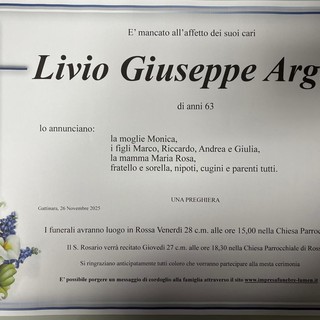 E' mancato all'affetto dei suoi cari
Livio Giuseppe Arg
di anni 63
lo annunciano:
la moglie Monica,
i figli Marco, Riccardo, Andrea e Giulia,
la mamma Maria Rosa,
fratello e sorella, nipoti, cugini e parenti tutti.
UNA PREGHIERA
Gattinara, 26 Novembre 2025
I funerali avranno luogo in Rossa Venerdì 28 c.m. alle ore 15,00 nella Chiesa Parroc
Il S. Rosario verrà recitato Giovedì 27 c.m. alle ore 18,30 nella Chiesa Parrocchiale di Ros
Si ringraziano anticipatamente tutti coloro che vorranno partecipare alla mesta cerimonia
E' possibile porgere un messaggio di cordoglio alla famiglia attraverso il sito